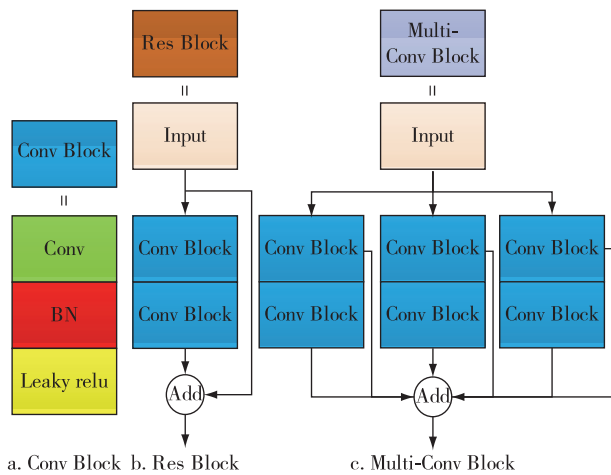 Conv Block
=
Conv
BN
Leaky relu
a. Conv Block
Res Block
=
Input
Conv Block
Conv Block
Add
b. Res Block
Multi-
Conv Block
=
Input
Conv Block
Conv Block
Conv Block
Conv Block
Conv Block
Conv Block
Add
c. Multi-Conv Block